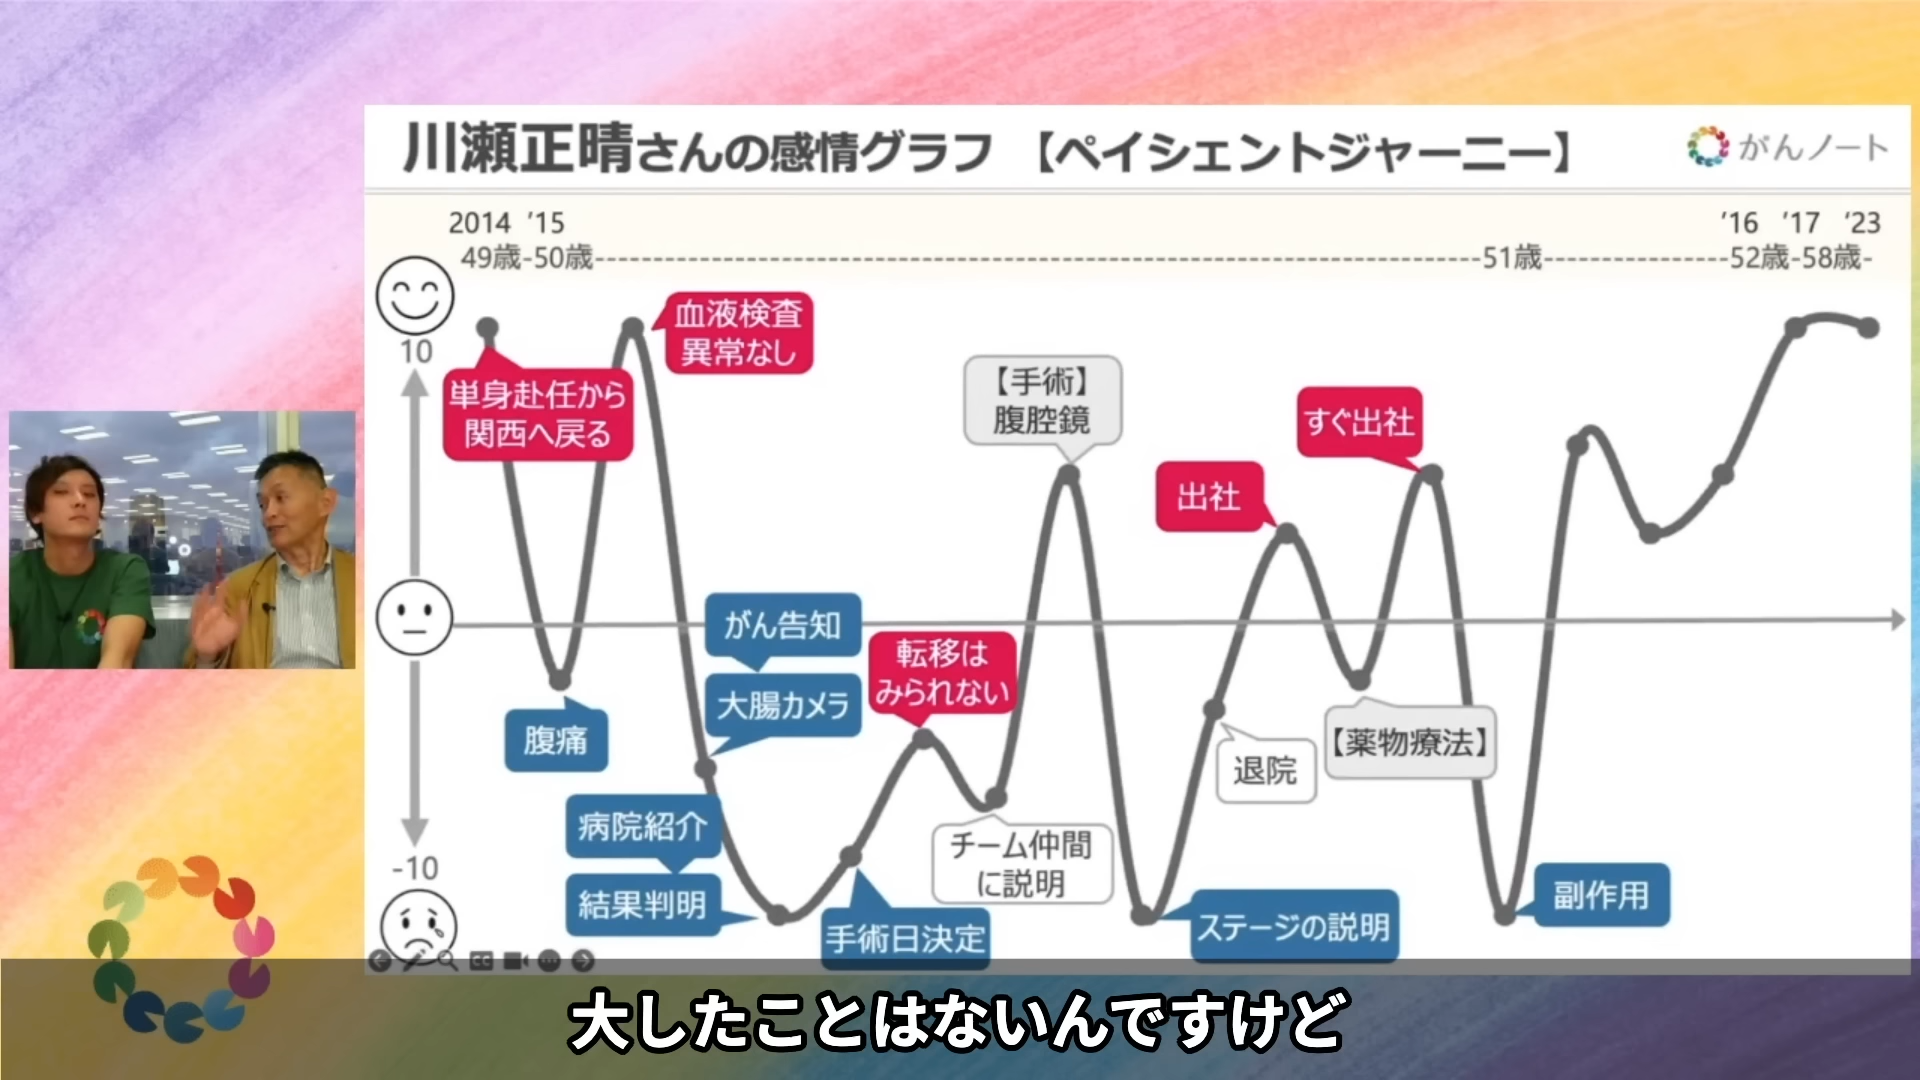 川瀬正晴さんの感情グラフ 【ペイシェントジャーニー】
がんノート
2014 '15
'16 '17 '23
49歳-50歳
51歳
52歳-58歳-
10
単身赴任から
関西へ戻る
血液検査
異常なし
【手術】
腹腔鏡
すぐ出社
出社
がん告知
転移は
みられない
大腸カメラ
腹痛
【薬物療法】
退院
病院紹介
チーム仲間
に説明
-10
結果判明
手術日決定
ステージの説明
副作用
CC
大したことはないんですけど